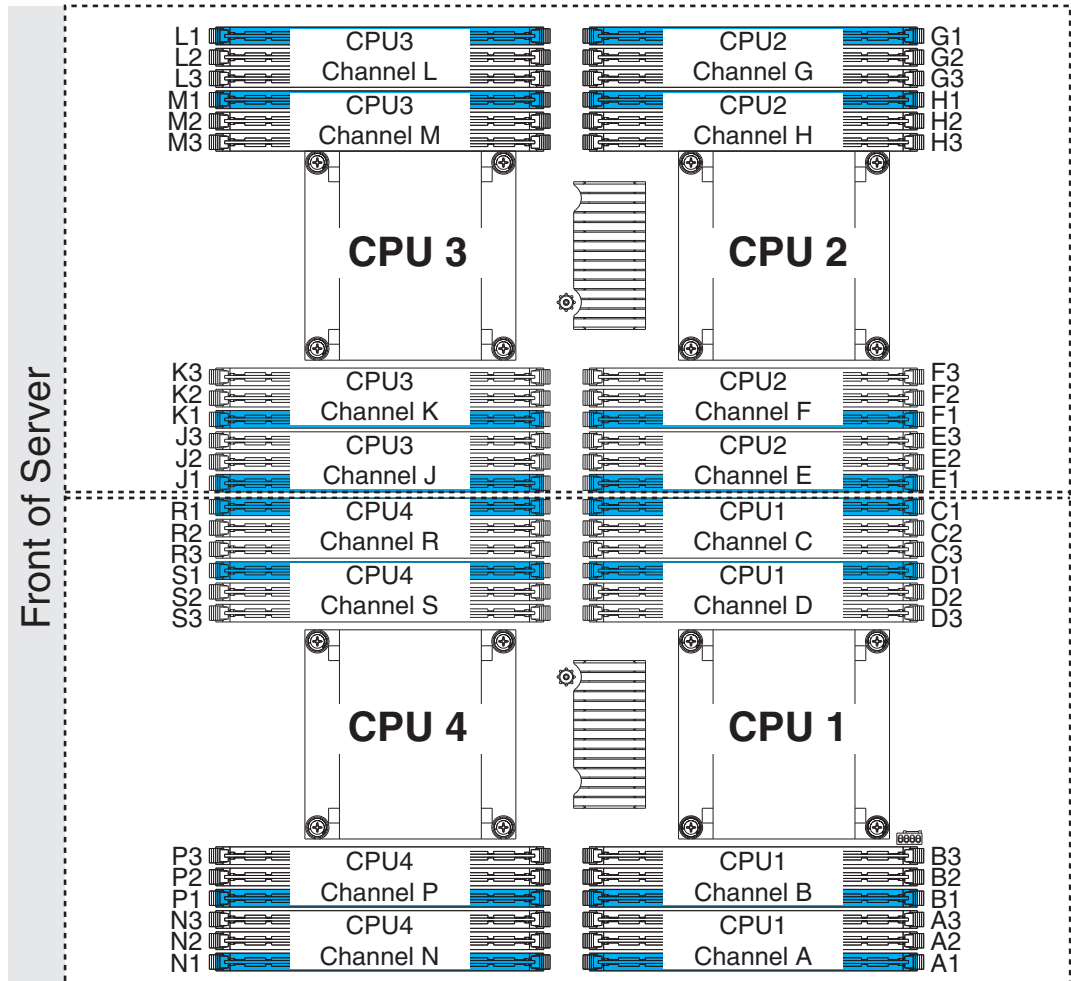 Front of Server
L1
L2
L3
M1
M2
M3
CPU3
Channel L
CPU3
Channel M
CPU2
Channel G
CPU2
Channel H
G1
G2
G3
H1
H2
H3
CPU 3
CPU 2
K3
K2
K1
J3
J2
J1
CPU3
Channel K
CPU3
Channel J
CPU2
Channel F
CPU2
Channel E
F3
F2
F1
E3
E2
E1
R1
R2
R3
S1
S2
S3
CPU4
Channel R
CPU4
Channel S
CPU1
Channel C
CPU1
Channel D
C1
C2
C3
D1
D2
D3
CPU 4
CPU 1
P3
P2
P1
N3
N2
N1
CPU4
Channel P
CPU4
Channel N
CPU1
Channel B
CPU1
Channel A
B3
B2
B1
A3
A2
A1